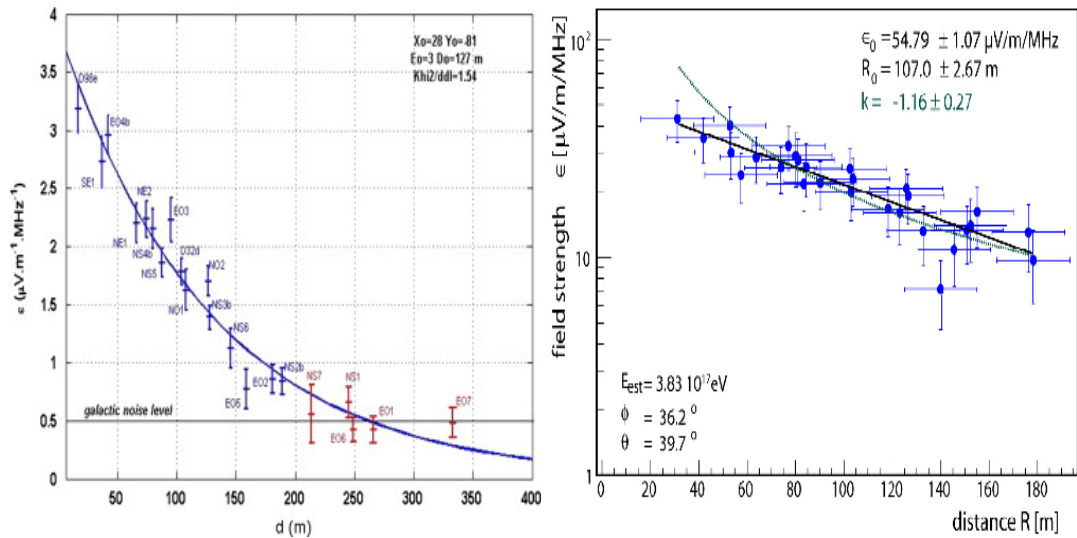 4
3.5
3
2.5
2
1.5
1
0.5
0
50
100
150
200
250
300
350
400
ε (μV.m⁻¹.MHz⁻¹)
d (m)
Xo=28 Yo=-81
Eo=3 Do=127 m
Khi2/ddl=1.54
O98e
EO4b
SE1
NE2
EO3
NE1
NS4b
NS5
O32d
NO2
NO1
NS3b
NS6
EO5
EO2
NS2b
NS7
NS1
EO6
EO1
EO7
galactic noise level
10²
10
1
0
20
40
60
80
100
120
140
160
180
field strength ε [μV/m/MHz]
distance R [m]
ε₀ = 54.79 ± 1.07 μV/m/MHz
R₀ = 107.0 ± 2.67 m
k = -1.16 ± 0.27
E_est = 3.83 10¹⁷ eV
ϕ = 36.2 °
θ = 39.7 °